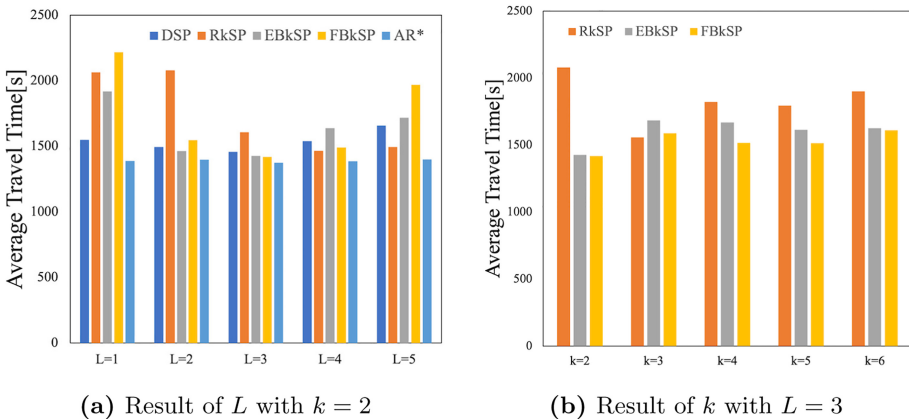 2500
2000
1500
1000
500
0
Average Travel Time[s]
DSP RkSP EBkSP FBkSP AR*
L=1 L=2 L=3 L=4 L=5
(a) Result of L with k = 2
2500
2000
1500
1000
500
0
Average Travel Time[s]
RkSP EBkSP FBkSP
k=2 k=3 k=4 k=5 k=6
(b) Result of k with L = 3